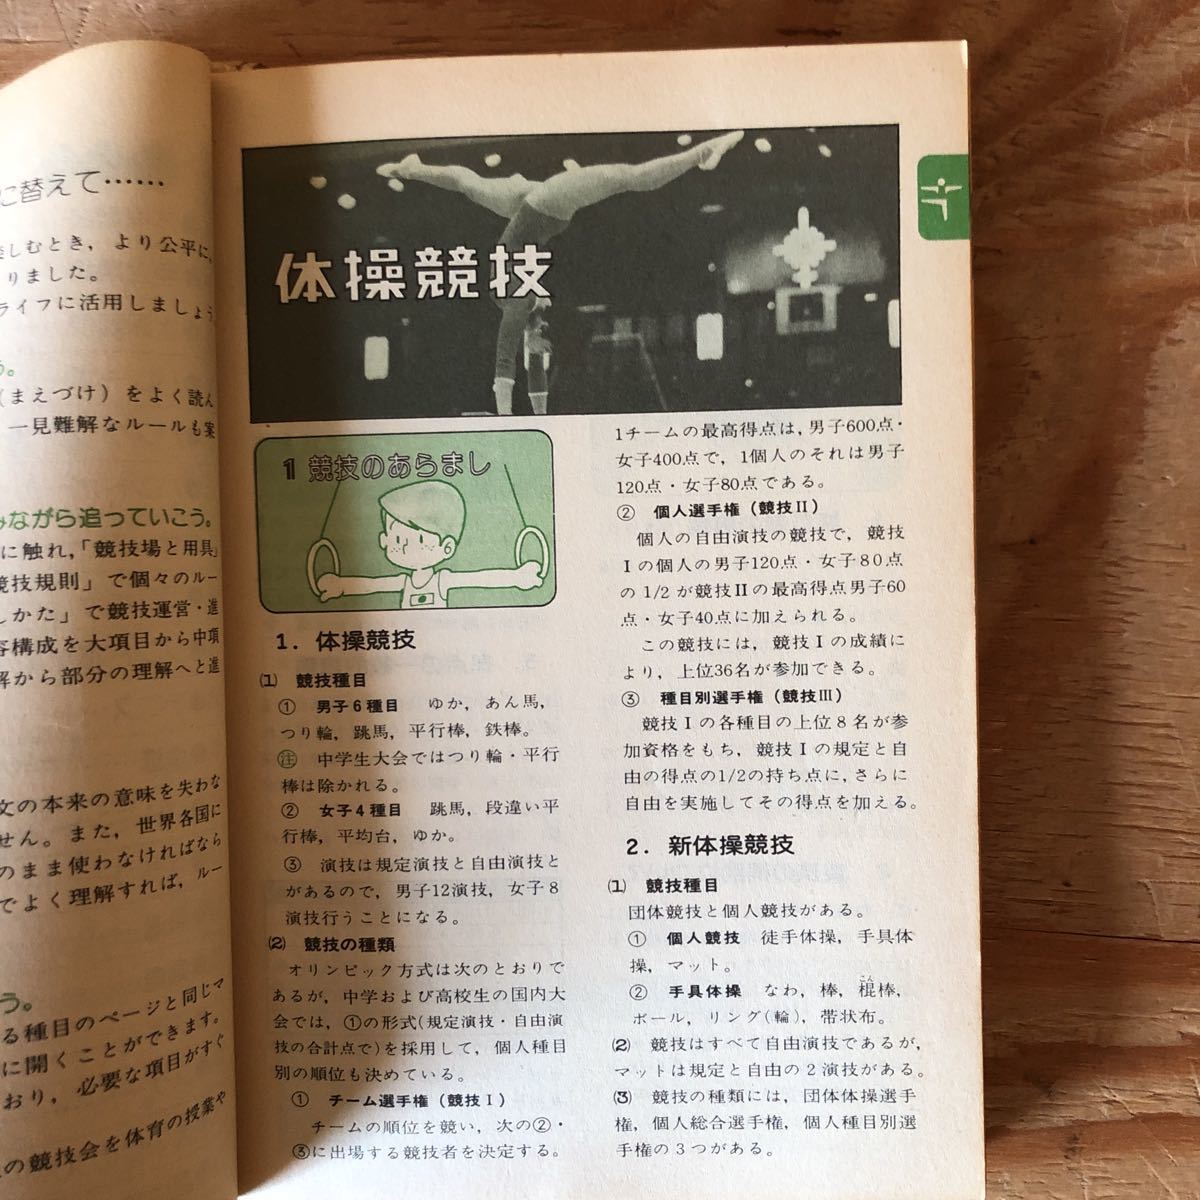 に替えて……
しむとき，より公平に，
りました。
ライフに活用しましょう
う。
(まえづけ)をよく読ん
，一見難解なルールも案
みながら追っていこう。
に触れ，「競技場と用具」
競技規則」で個々のルー
しかた」で競技運営・進
容構成を大項目から中項
解から部分の理解へと進
文の本来の意味を失わな
せん。また，世界各国に
のまま使わなければなら
でよく理解すれば，ルー
う。
る種目のページと同じマ
に開くことができます。
おり，必要な項目がすぐ
の競技会を体育の授業や
体操競技
1 競技のあらまし
1．体操競技
⑴ 競技種目
① 男子6種目 ゆか，あん馬，
つり輪，跳馬，平行棒，鉄棒。
㊟ 中学生大会ではつり輪・平行
棒は除かれる。
② 女子4種目 跳馬，段違い平
行棒，平均台，ゆか。
③ 演技は規定演技と自由演技と
があるので，男子12演技，女子8
演技行うことになる。
⑵ 競技の種類
オリンピック方式は次のとおりで
あるが，中学および高校生の国内大
会では，①の形式(規定演技・自由演
技の合計点で)を採用して，個人種目
別の順位も決めている。
① チーム選手権（競技Ⅰ）
チームの順位を競い，次の②・
③に出場する競技者を決定する。
1チームの最高得点は，男子600点・
女子400点で，1個人のそれは男子
120点・女子80点である。
② 個人選手権（競技Ⅱ）
個人の自由演技の競技で，競技
Ⅰの個人の男子120点・女子80点
の1/2が競技Ⅱの最高得点男子60
点・女子40点に加えられる。
この競技には，競技Ⅰの成績に
より，上位36名が参加できる。
③ 種目別選手権（競技Ⅲ）
競技Ⅰの各種目の上位8名が参
加資格をもち，競技Ⅰの規定と自
由の得点の1/2の持ち点に，さらに
自由を実施してその得点を加える。
2．新体操競技
⑴ 競技種目
団体競技と個人競技がある。
① 個人競技 徒手体操，手具体
操，マット。
② 手具体操 なわ，棒，棍棒，
こん
ボール，リング(輪)，帯状布。
⑵ 競技はすべて自由演技であるが，
マットは規定と自由の2演技がある。
⑶ 競技の種類には，団体体操選手
権，個人総合選手権，個人種目別選
手権の3つがある。